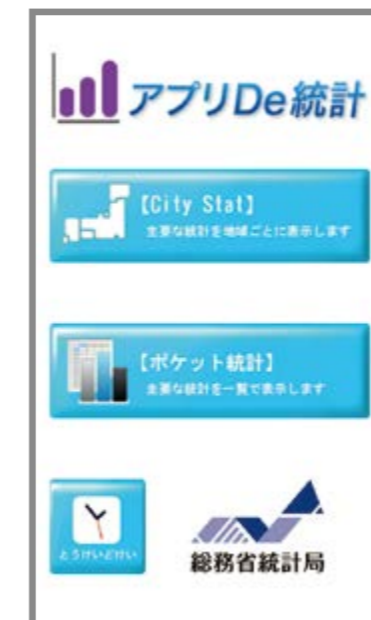 アプリDe統計
【City Stat】
主要な統計を地域ごとに表示します
【ポケット統計】
主要な統計を一覧で表示します
とうけいどけい
総務省統計局